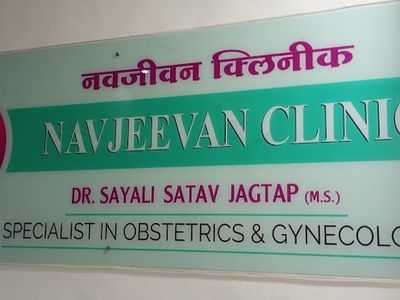 नवजीवन क्लिनीक
NAVJEEVAN CLINIC
DR. SAYALI SATAV JAGTAP (M.S.)
SPECIALIST IN OBSTETRICS & GYNECOLO